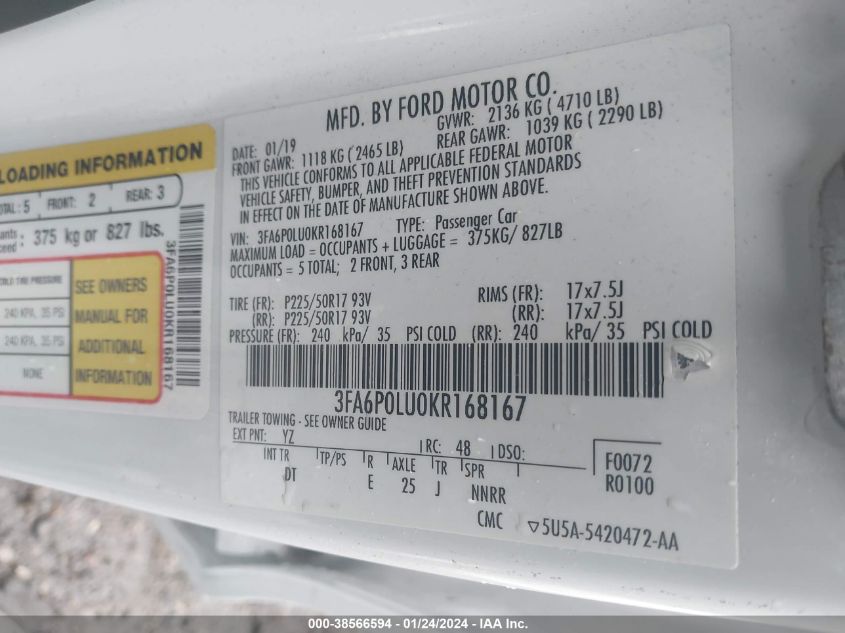 LOADING INFORMATION
TOTAL: 5 FRONT: 2 REAR: 3
375 kg or 827 lbs.
COLD TIRE PRESSURE
240 KPA, 35 PSI
240 KPA, 35 PSI
NONE
SEE OWNERS
MANUAL FOR
ADDITIONAL
INFORMATION
3FA6P0LU0KR168167
MFD. BY FORD MOTOR CO.
DATE: 01/19 GVWR: 2136 KG ( 4710 LB)
FRONT GAWR: 1118 KG ( 2465 LB) REAR GAWR: 1039 KG ( 2290 LB)
THIS VEHICLE CONFORMS TO ALL APPLICABLE FEDERAL MOTOR
VEHICLE SAFETY, BUMPER, AND THEFT PREVENTION STANDARDS
IN EFFECT ON THE DATE OF MANUFACTURE SHOWN ABOVE.
VIN: 3FA6P0LU0KR168167 TYPE: Passenger Car
MAXIMUM LOAD = OCCUPANTS + LUGGAGE = 375KG/ 827LB
OCCUPANTS = 5 TOTAL; 2 FRONT, 3 REAR
TIRE (FR): P225/50R17 93V RIMS (FR): 17x7.5J
(RR): P225/50R17 93V (RR): 17x7.5J
PRESSURE (FR): 240 kPa/ 35 PSI COLD (RR): 240 kPa/ 35 PSI COLD
3FA6P0LU0KR168167
TRAILER TOWING - SEE OWNER GUIDE
EXT PNT: YZ RC: 48 DSO:
INT TR TP/PS R AXLE TR SPR F0072
DT E 25 J NNRR R0100
CMC ▽5U5A-5420472-AA
000-38566594 - 01/24/2024 - IAA Inc.